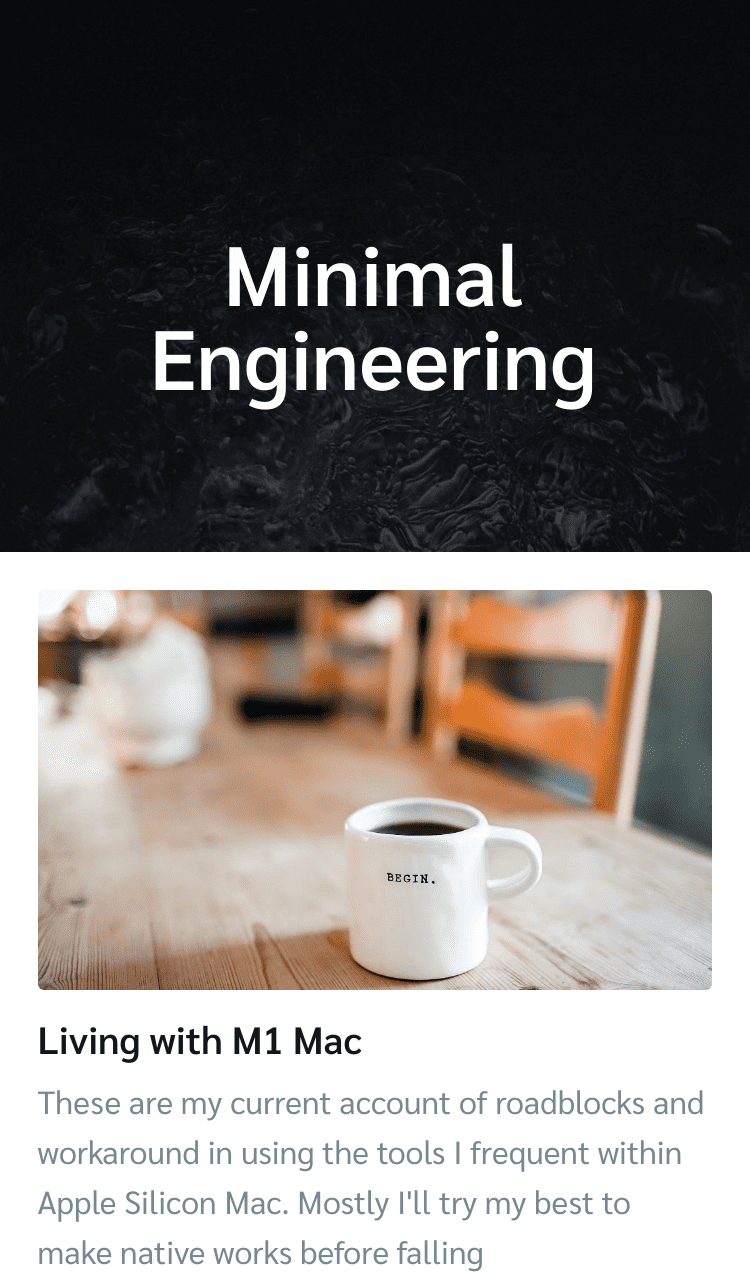 Minimal
Engineering
BEGIN.
Living with M1 Mac
These are my current account of roadblocks and
workaround in using the tools I frequent within
Apple Silicon Mac. Mostly I'll try my best to
make native works before falling